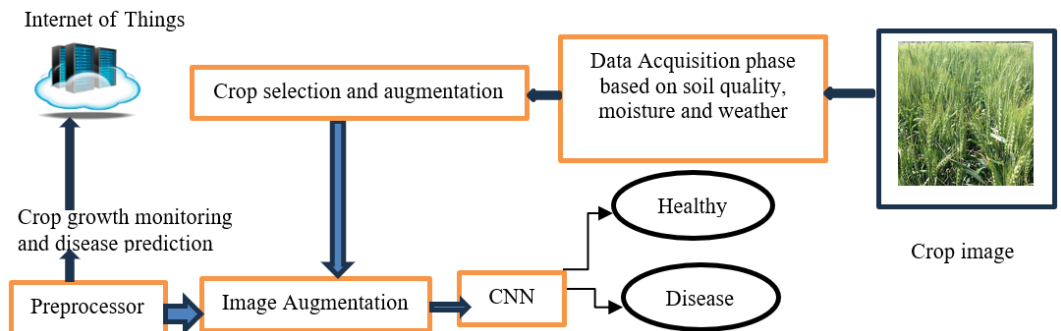 Internet of Things
Data Acquisition phase
based on soil quality,
moisture and weather
Crop selection and augmentation
Healthy
Crop growth monitoring
and disease prediction
Crop image
Preprocessor
Image Augmentation
CNN
Disease